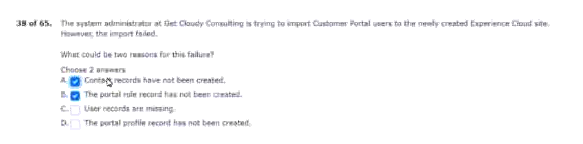 38 of 65. The system administrator at Get Cloudy Consulting is trying to import Customer Portal users to the newly created Experience Cloud site.
However, the import failed.
What could be two reasons for this failure?
Choose 2 answers
A. Contact records have not been created.
B. The portal role record has not been created.
C. User records are missing.
D. The portal profile record has not been created.